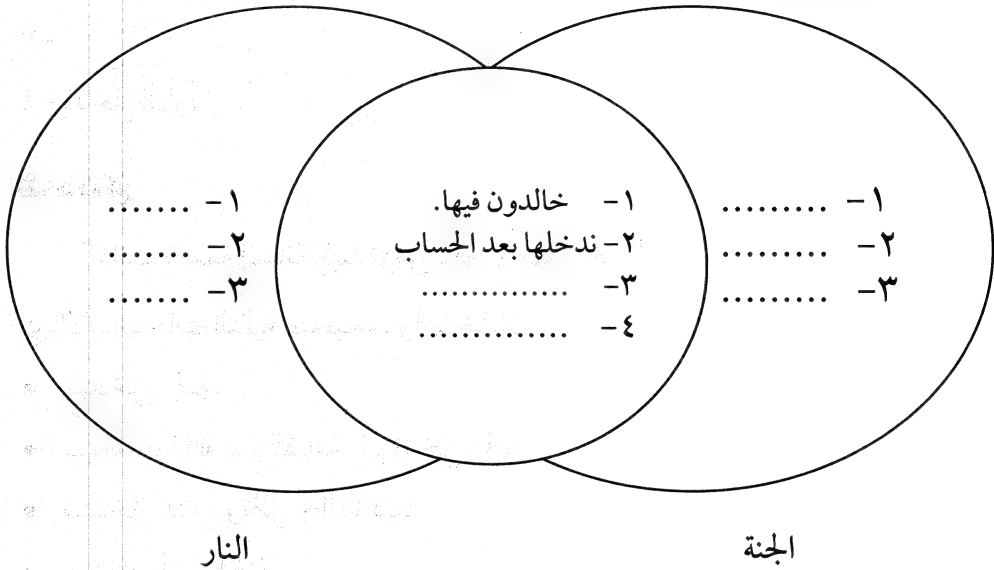 ١- .........
٢- .........
٣- .........
١- خالدون فيها.
٢- ندخلها بعد الحساب
٣- ...............
٤- ...............
١- .......
٢- .......
٣- .......
الجنة
النار